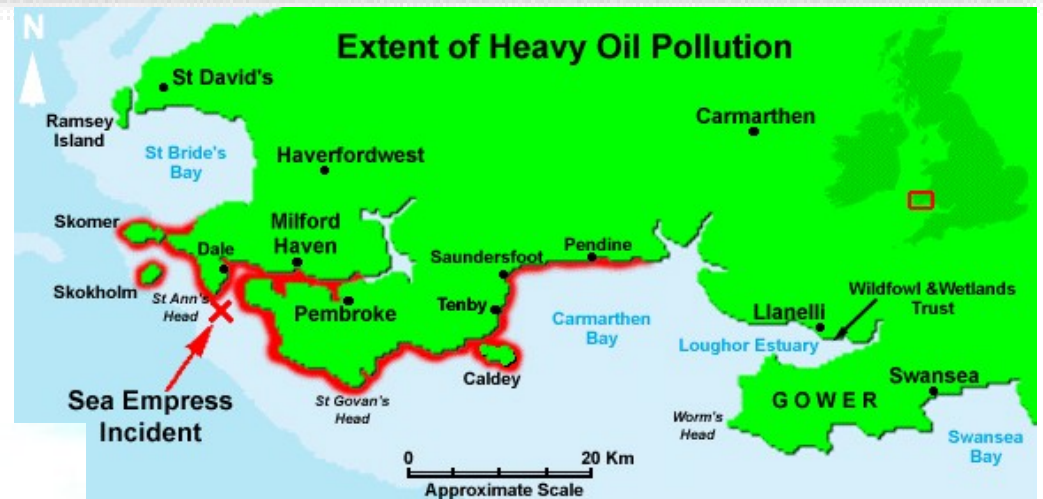 N
Extent of Heavy Oil Pollution
St David's
Ramsey
Island
St Bride's
Bay
Carmarthen
Haverfordwest
Skomer
Milford
Haven
Dale
Saundersfoot
Pendine
Skokholm
St Ann's
Head
Pembroke
Tenby
Carmarthen
Bay
Wildfowl &Wetlands
Trust
Llanelli
Loughor Estuary
Caldey
Sea Empress
Incident
St Govan's
Head
Worm's
Head
GOWER
Swansea
Swansea
Bay
0 20 Km
Approximate Scale